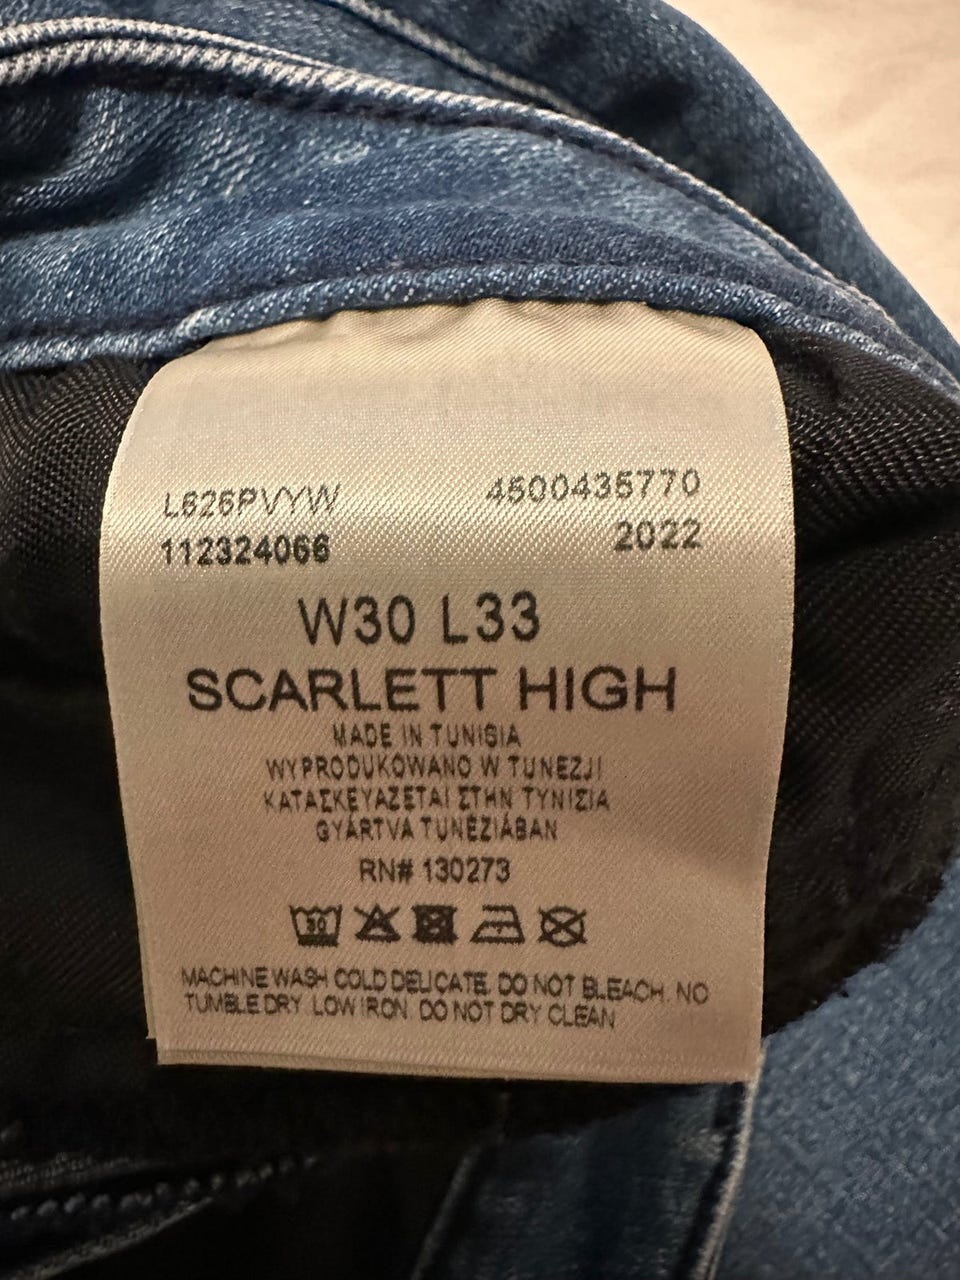 L626PVYW 4500435770
112324066 2022
W30 L33
SCARLETT HIGH
MADE IN TUNISIA
WYPRODUKOWANO W TUNEZJI
ΚΑΤΑΣΚΕΥΑΖΕΤΑΙ ΣΤΗΝ ΤΥΝΙΣΙΑ
GYÁRTVA TUNÉZIÁBAN
RN# 130273
30
MACHINE WASH COLD DELICATE. DO NOT BLEACH. NO
TUMBLE DRY. LOW IRON. DO NOT DRY CLEAN